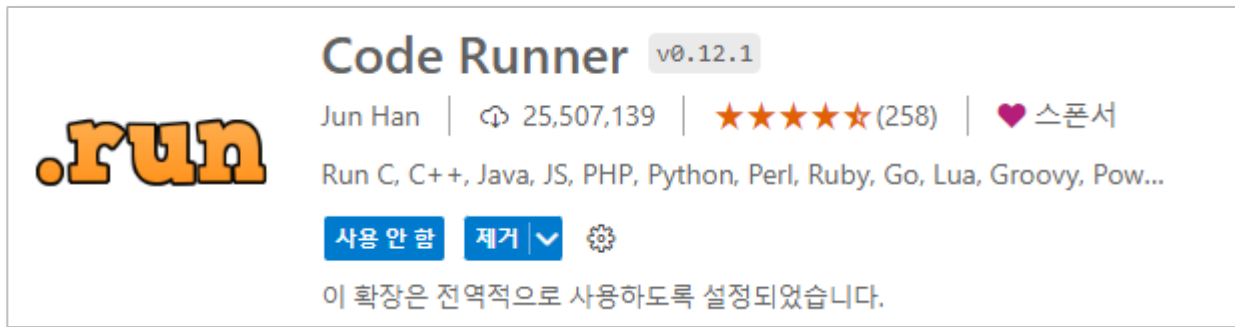 Code Runner v0.12.1
.run
Jun Han 25,507,139 (258) 스폰서
Run C, C++, Java, JS, PHP, Python, Perl, Ruby, Go, Lua, Groovy, Pow...
사용 안 함 제거
이 확장은 전역적으로 사용하도록 설정되었습니다.